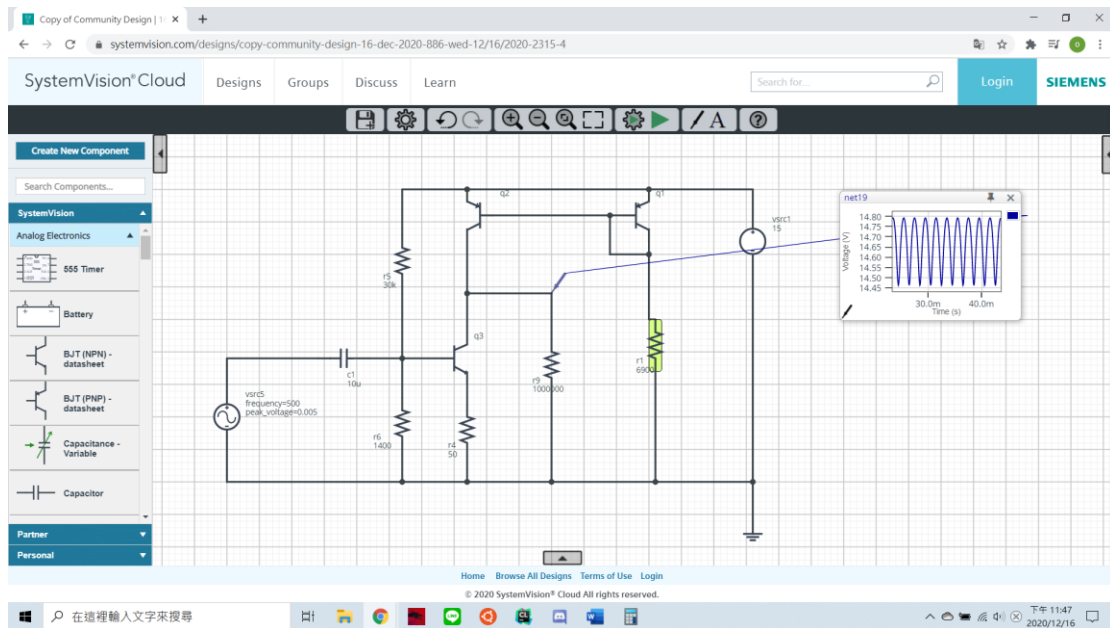 Copy of Community Design | 1
systemvision.com/designs/copy-community-design-16-dec-2020-886-wed-12/16/2020-2315-4
SystemVision® Cloud
Designs
Groups
Discuss
Learn
Search for...
Login
SIEMENS
A
?
Create New Component
Search Components...
SystemVision
Analog Electronics
555 Timer
Battery
BJT (NPN) -
datasheet
BJT (PNP) -
datasheet
Capacitance -
Variable
Capacitor
Partner
Personal
q2
q1
vsrc1
15
r5
30k
q3
c1
10u
vsrc5
frequency=500
peak_voltage=0.005
r9
1000000
r1
6900
r6
1400
r4
50
net19
14.80
14.75
14.70
14.65
14.60
14.55
14.50
14.45
Voltage (V)
30.0m
40.0m
Time (s)
Home Browse All Designs Terms of Use Login
© 2020 SystemVision® Cloud All rights reserved.
在這裡輸入文字來搜尋
下午 11:47
2020/12/16